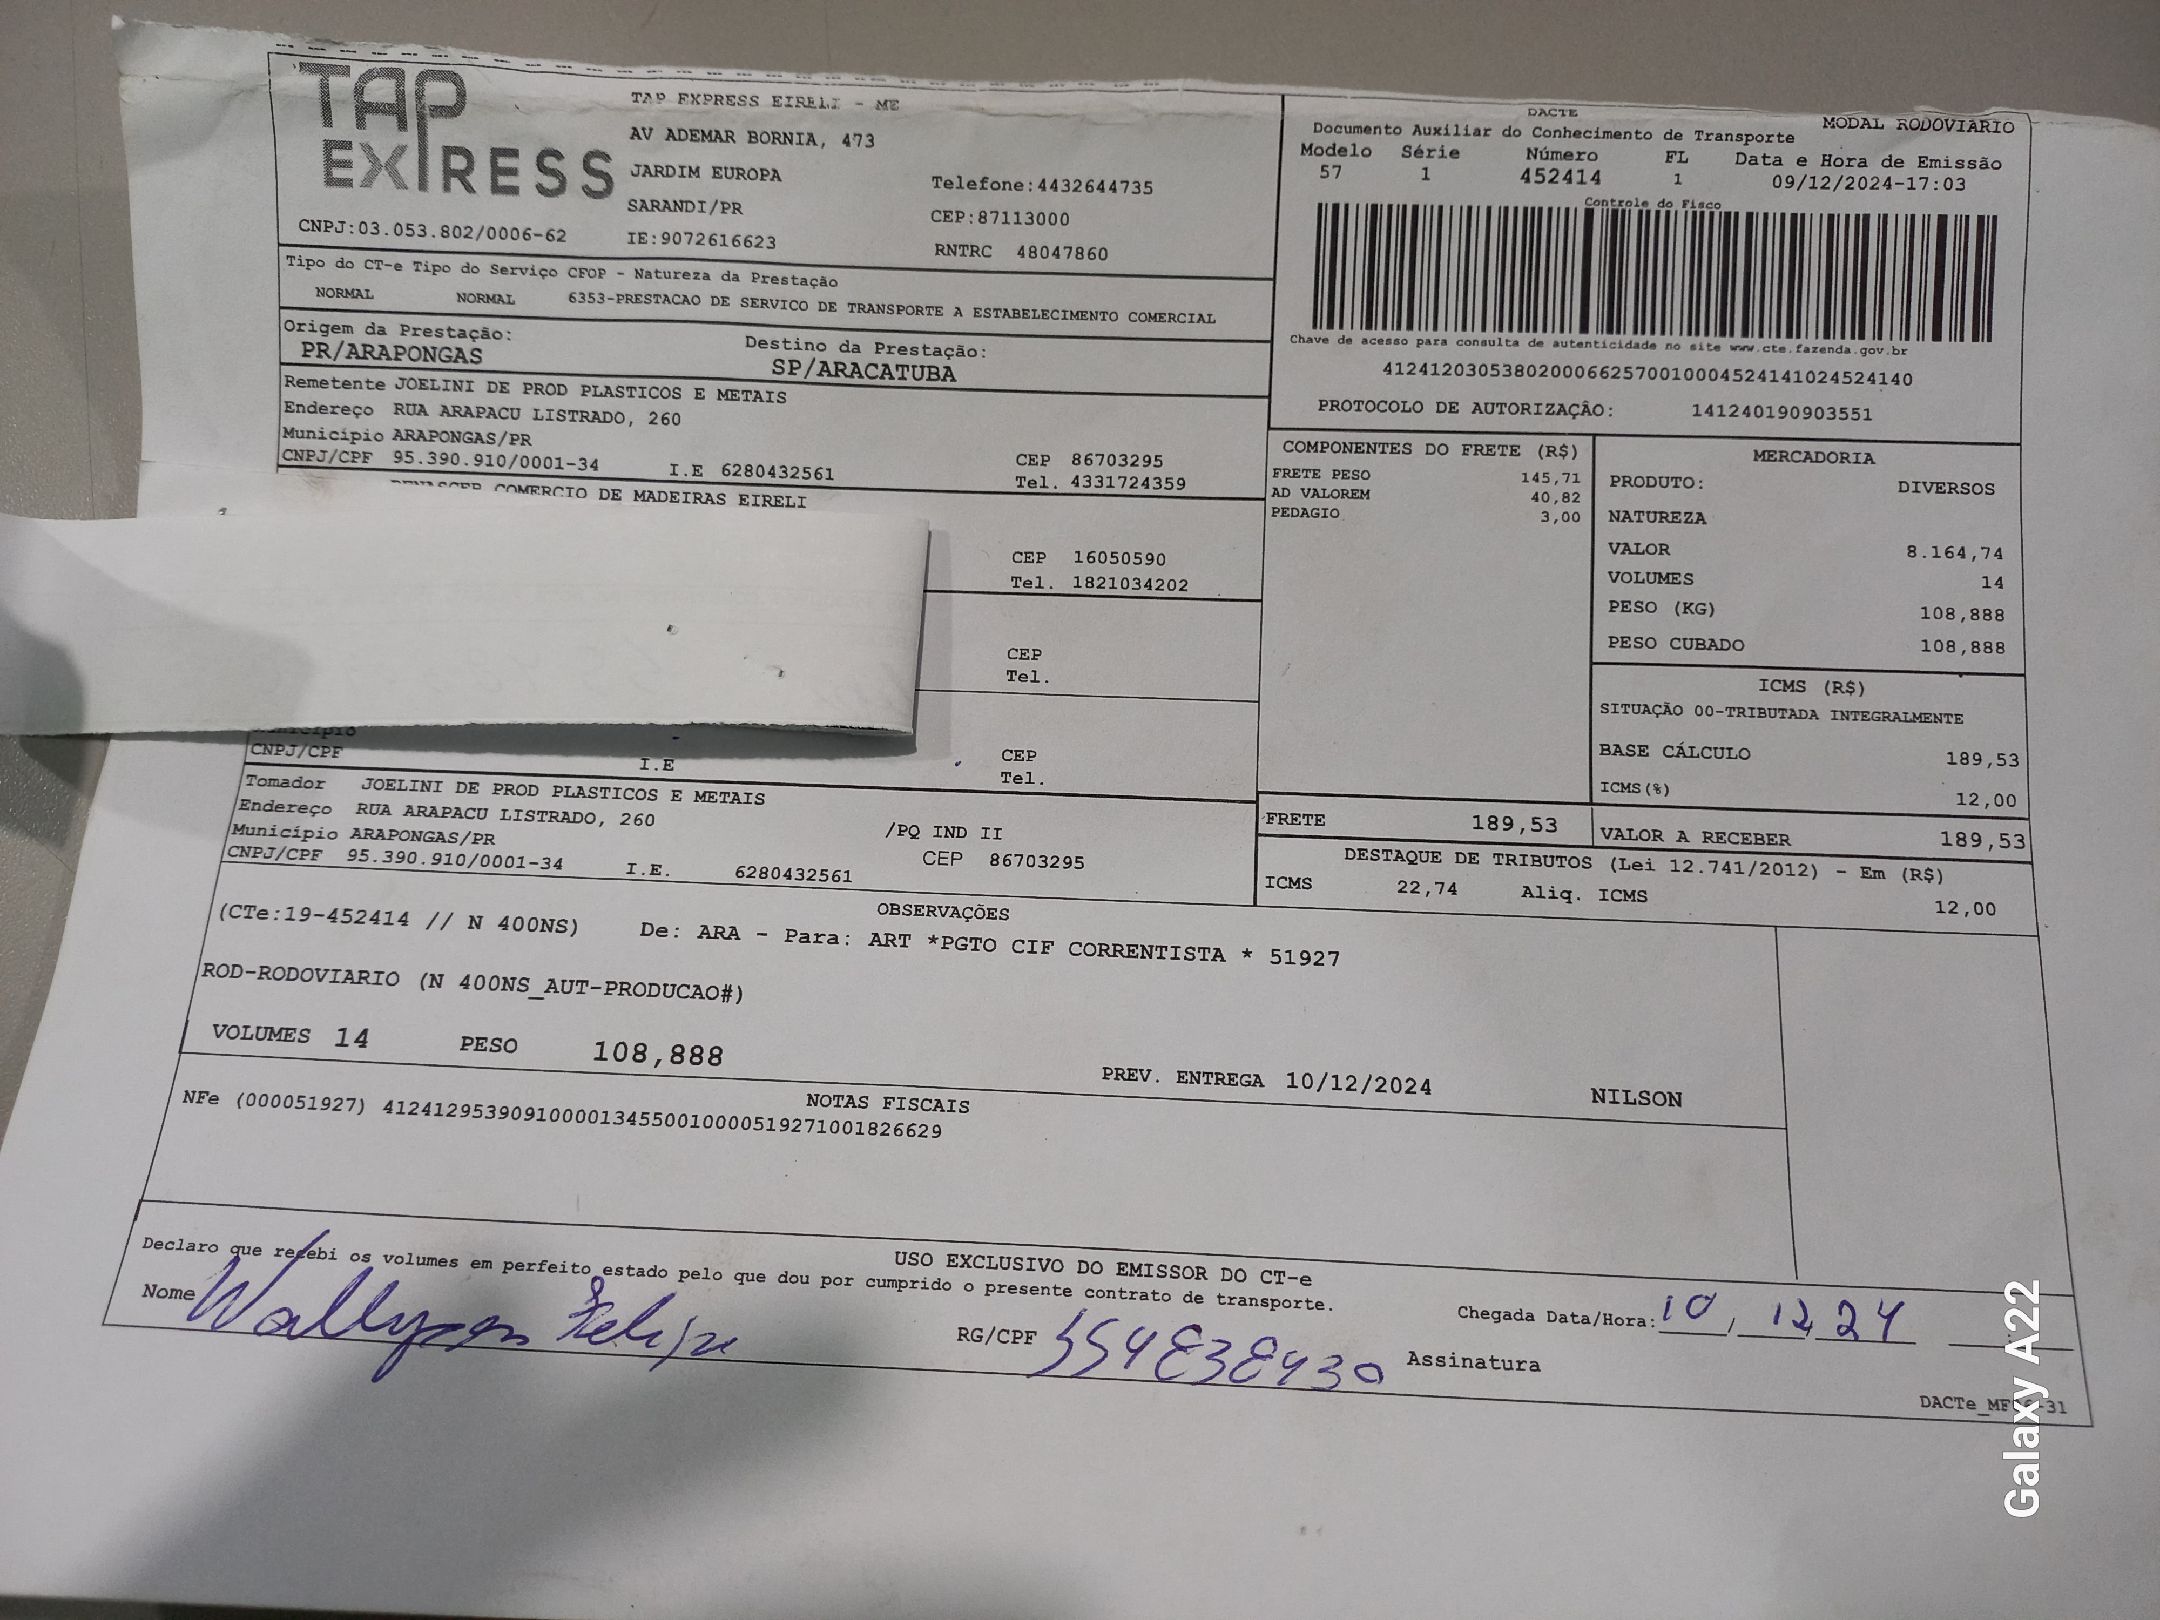 TAP EXPRESS
TAP EXPRESS EIRELI - ME
AV ADEMAR BORNIA, 473
JARDIM EUROPA
SARANDI/PR
Telefone:4432644735
CEP:87113000
CNPJ:03.053.802/0006-62 IE:9072616623 RNTRC 48047860
DACTE
MODAL RODOVIÁRIO
Documento Auxiliar do Conhecimento de Transporte
Modelo Série Número FL Data e Hora de Emissão
57 1 452414 1 09/12/2024-17:03
Controle do Fisco
Chave de acesso para consulta de autenticidade no site www.cte.fazenda.gov.br
41241203053802000662570010004524141024524140
PROTOCOLO DE AUTORIZAÇÂO: 141240190903551
Tipo do CT-e Tipo do Serviço CFOP - Natureza da Prestação
NORMAL NORMAL 6353-PRESTACAO DE SERVICO DE TRANSPORTE A ESTABELECIMENTO COMERCIAL
Origem da Prestação: Destino da Prestação:
PR/ARAPONGAS SP/ARACATUBA
Remetente JOELINI DE PROD PLASTICOS E METAIS
Endereço RUA ARAPACU LISTRADO, 260
Município ARAPONGAS/PR CEP 86703295
CNPJ/CPF 95.390.910/0001-34 I.E 6280432561 Tel. 4331724359
COMERCIO DE MADEIRAS EIRELI
CEP 16050590
Tel. 1821034202
CEP
Tel.
Município CEP
CNPJ/CPF I.E Tel.
Tomador JOELINI DE PROD PLASTICOS E METAIS
Endereço RUA ARAPACU LISTRADO, 260 /PQ IND II
Município ARAPONGAS/PR CEP 86703295
CNPJ/CPF 95.390.910/0001-34 I.E. 6280432561
COMPONENTES DO FRETE (R$)
FRETE PESO 145,71
AD VALOREM 40,82
PEDAGIO 3,00
MERCADORIA
PRODUTO: DIVERSOS
NATUREZA
VALOR 8.164,74
VOLUMES 14
PESO (KG) 108,888
PESO CUBADO 108,888
ICMS (R$)
SITUAÇÃO 00-TRIBUTADA INTEGRALMENTE
BASE CÁLCULO 189,53
ICMS(%) 12,00
FRETE 189,53 VALOR A RECEBER 189,53
DESTAQUE DE TRIBUTOS (Lei 12.741/2012) - Em (R$)
ICMS 22,74 Aliq. ICMS 12,00
OBSERVAÇÕES
(CTe:19-452414 // N 400NS) De: ARA - Para: ART *PGTO CIF CORRENTISTA * 51927
ROD-RODOVIARIO (N 400NS_AUT-PRODUCAO#)
VOLUMES 14 PESO 108,888 PREV. ENTREGA 10/12/2024 NILSON
NOTAS FISCAIS
NFe (000051927) 41241295390910000134550010000519271001826629
USO EXCLUSIVO DO EMISSOR DO CT-e
Declaro que recebi os volumes em perfeito estado pelo que dou por cumprido o presente contrato de transporte.
Nome Felipe RG/CPF Assinatura
Chegada Data/Hora: 10 / 12 24
Galaxy A22